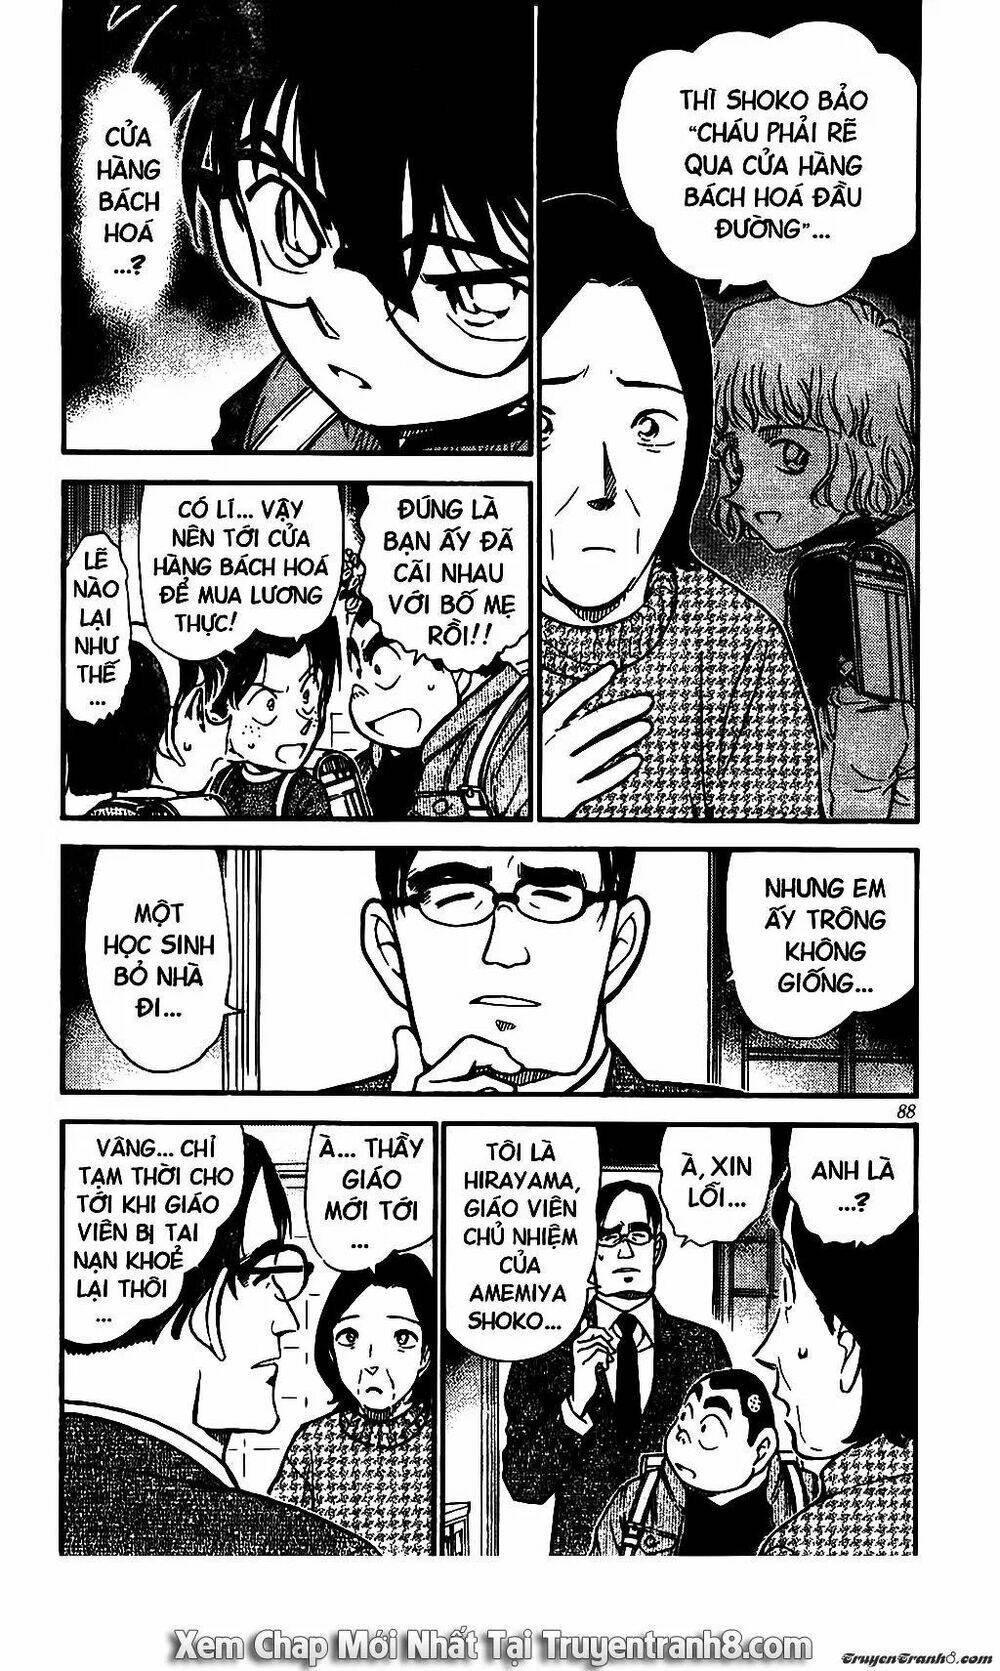 THÌ SHOKO BẢO
"CHÁU PHẢI RẼ
QUA CỬA HÀNG
BÁCH HOÁ ĐẦU
ĐƯỜNG"...
CỬA
HÀNG
BÁCH
HOÁ
...?
ĐÚNG LÀ
BẠN ẤY ĐÃ
CÃI NHAU
VỚI BỐ MẸ
RỒI!!
CÓ LÍ... VẬY
NÊN TỚI CỬA
HÀNG BÁCH HOÁ
ĐỂ MUA LƯƠNG
THỰC!
LẼ
NÀO
LẠI
NHƯ
THẾ
...
NHƯNG EM
ẤY TRÔNG
KHÔNG
GIỐNG...
MỘT
HỌC SINH
BỎ NHÀ
ĐI...
88
ANH LÀ
...?
À, XIN
LỖI...
TÔI LÀ
HIRAYAMA,
GIÁO VIÊN
CHỦ NHIỆM
CỦA
AMEMIYA
SHOKO...
À... THẦY
GIÁO
MỚI TỚI
...
VÂNG... CHỈ
TẠM THỜI CHO
TỚI KHI GIÁO
VIÊN BỊ TAI
NẠN KHOẺ
LẠI THÔI
...
Xem Chap Mới Nhất Tại Truyentranh8.com
TruyenTranh8.com